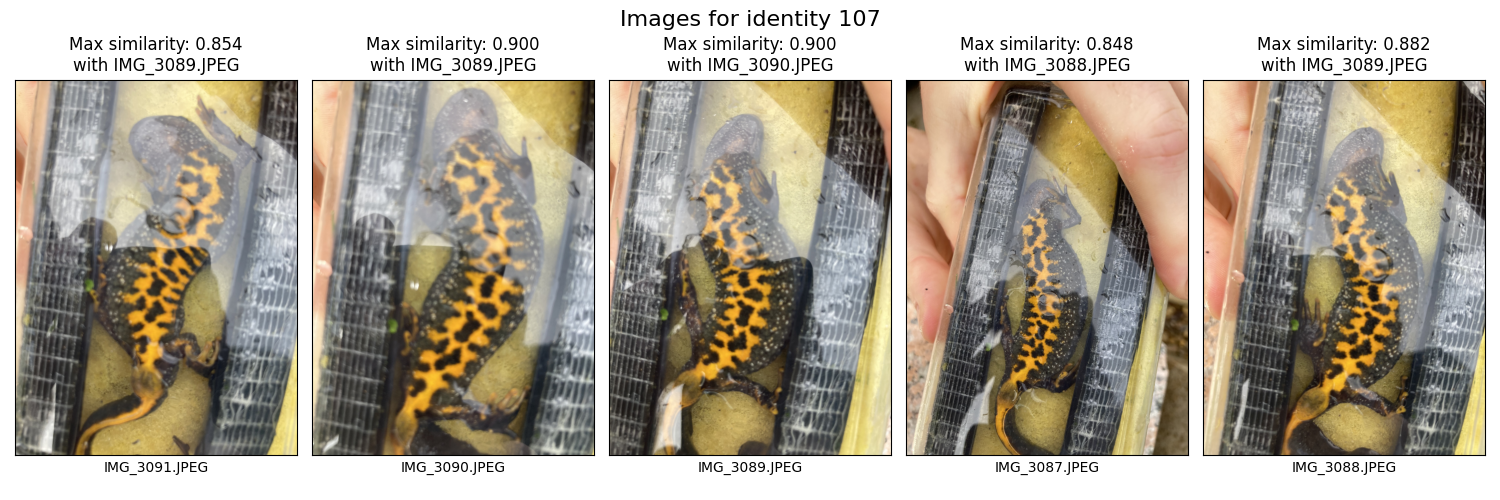 Images for identity 107
Max similarity: 0.854
with IMG_3089.JPEG
Max similarity: 0.900
with IMG_3089.JPEG
Max similarity: 0.900
with IMG_3090.JPEG
Max similarity: 0.848
with IMG_3088.JPEG
Max similarity: 0.882
with IMG_3089.JPEG
IMG_3091.JPEG
IMG_3090.JPEG
IMG_3089.JPEG
IMG_3087.JPEG
IMG_3088.JPEG